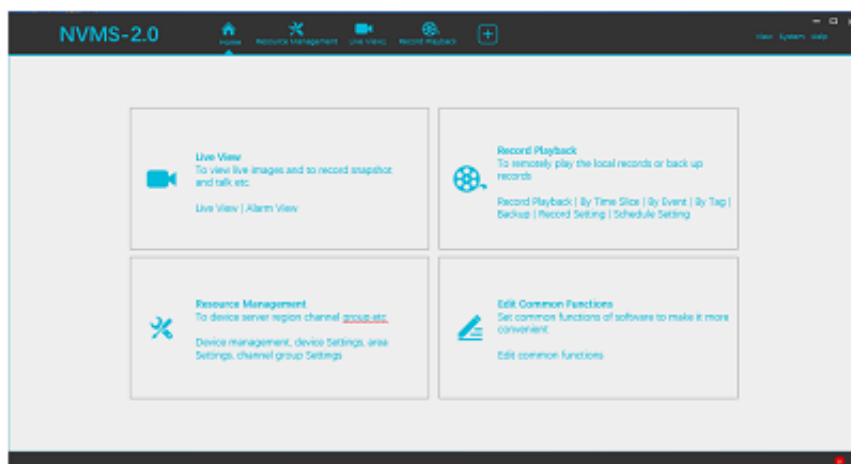 NVMS-2.0
Home Resource Management Live View Record Playback
View System Help
Live View
To view live images and to record snapshot
and talk etc
Live View | Alarm View
Record Playback
To remotely play the local records or back up
records
Record Playback | By Time Slice | By Event | By Tag |
Backup | Record Setting | Schedule Setting
Resource Management
To device server region channel group etc
Device management, device Settings, area
Settings, channel group Settings
Edit Common Functions
Set common functions of software to make it more
convenient
Edit common functions